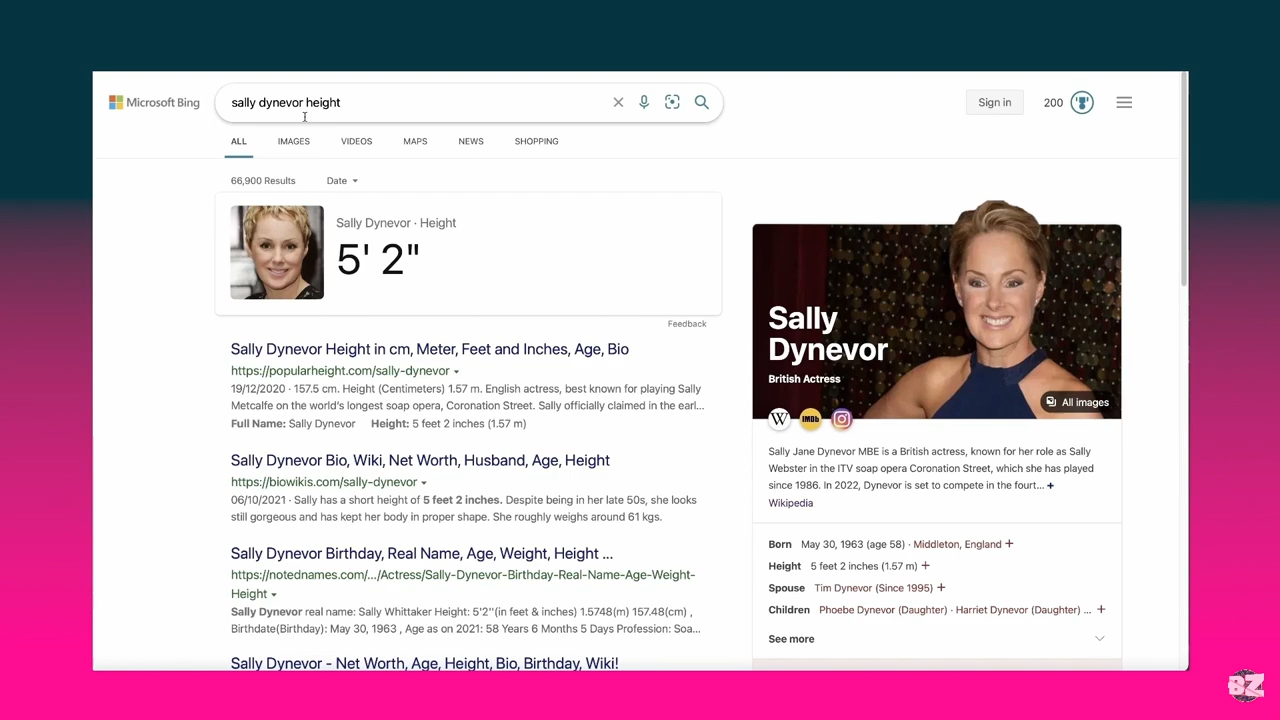 Microsoft Bing
sally dynevor height
Sign in
200
ALL
IMAGES
VIDEOS
MAPS
NEWS
SHOPPING
66,900 Results
Date
Sally Dynevor · Height
5' 2"
Feedback
Sally Dynevor Height in cm, Meter, Feet and Inches, Age, Bio
https://popularheight.com/sally-dynevor
19/12/2020 · 157.5 cm. Height (Centimeters) 1.57 m. English actress, best known for playing Sally
Metcalfe on the world's longest soap opera, Coronation Street. Sally officially claimed in the earl...
Full Name: Sally Dynevor Height: 5 feet 2 inches (1.57 m)
Sally Dynevor Bio, Wiki, Net Worth, Husband, Age, Height
https://biowikis.com/sally-dynevor
06/10/2021 · Sally has a short height of 5 feet 2 inches. Despite being in her late 50s, she looks
still gorgeous and has kept her body in proper shape. She roughly weighs around 61 kgs.
Sally Dynevor Birthday, Real Name, Age, Weight, Height ...
https://notednames.com/.../Actress/Sally-Dynevor-Birthday-Real-Name-Age-Weight-
Height
Sally Dynevor real name: Sally Whittaker Height: 5'2''(in feet & inches) 1.5748(m) 157.48(cm) ,
Birthdate(Birthday): May 30, 1963 , Age as on 2021: 58 Years 6 Months 5 Days Profession: Soa...
Sally Dynevor - Net Worth, Age, Height, Bio, Birthday, Wiki!
Sally
Dynevor
British Actress
All images
W
IMDb
Sally Jane Dynevor MBE is a British actress, known for her role as Sally
Webster in the ITV soap opera Coronation Street, which she has played
since 1986. In 2022, Dynevor is set to compete in the fourt... +
Wikipedia
Born May 30, 1963 (age 58) · Middleton, England +
Height 5 feet 2 inches (1.57 m) +
Spouse Tim Dynevor (Since 1995) +
Children Phoebe Dynevor (Daughter) · Harriet Dynevor (Daughter) ... +
See more
BZ